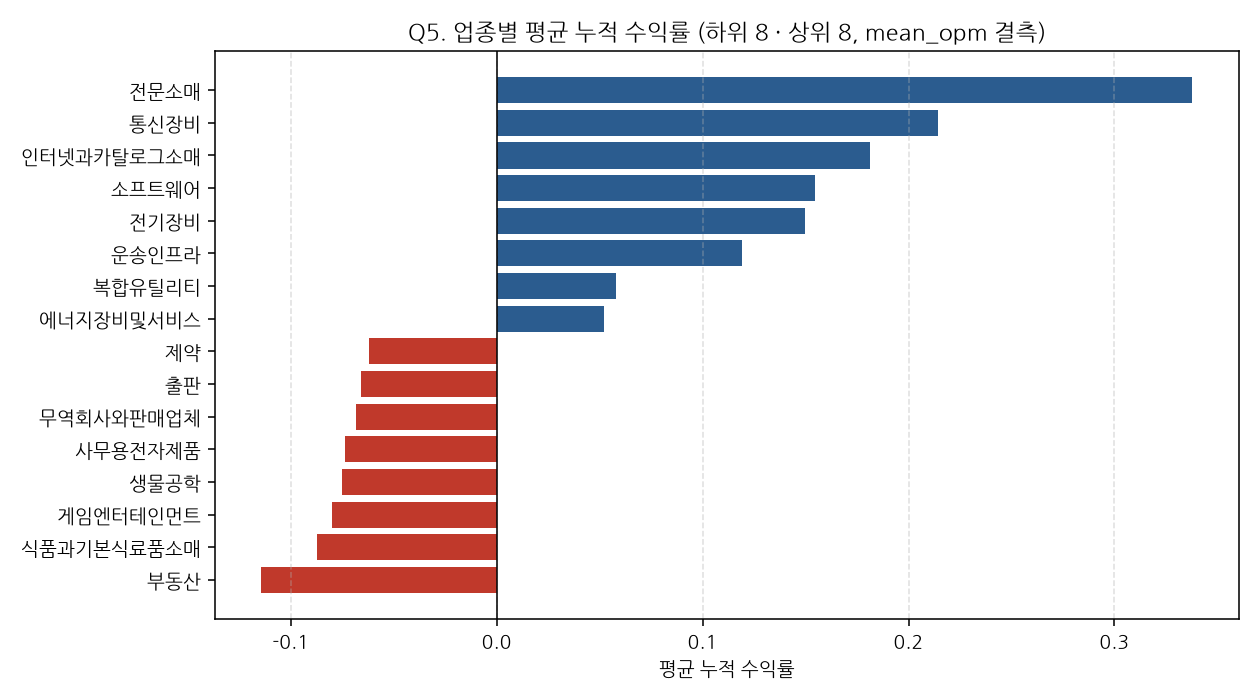 Q5. 업종별 평균 누적 수익률 (하위 8 · 상위 8, mean_opm 결측)
전문소매
통신장비
인터넷과카탈로그소매
소프트웨어
전기장비
운송인프라
복합유틸리티
에너지장비및서비스
제약
출판
무역회사와판매업체
사무용전자제품
생물공학
게임엔터테인먼트
식품과기본식료품소매
부동산
-0.1 0.0 0.1 0.2 0.3
평균 누적 수익률